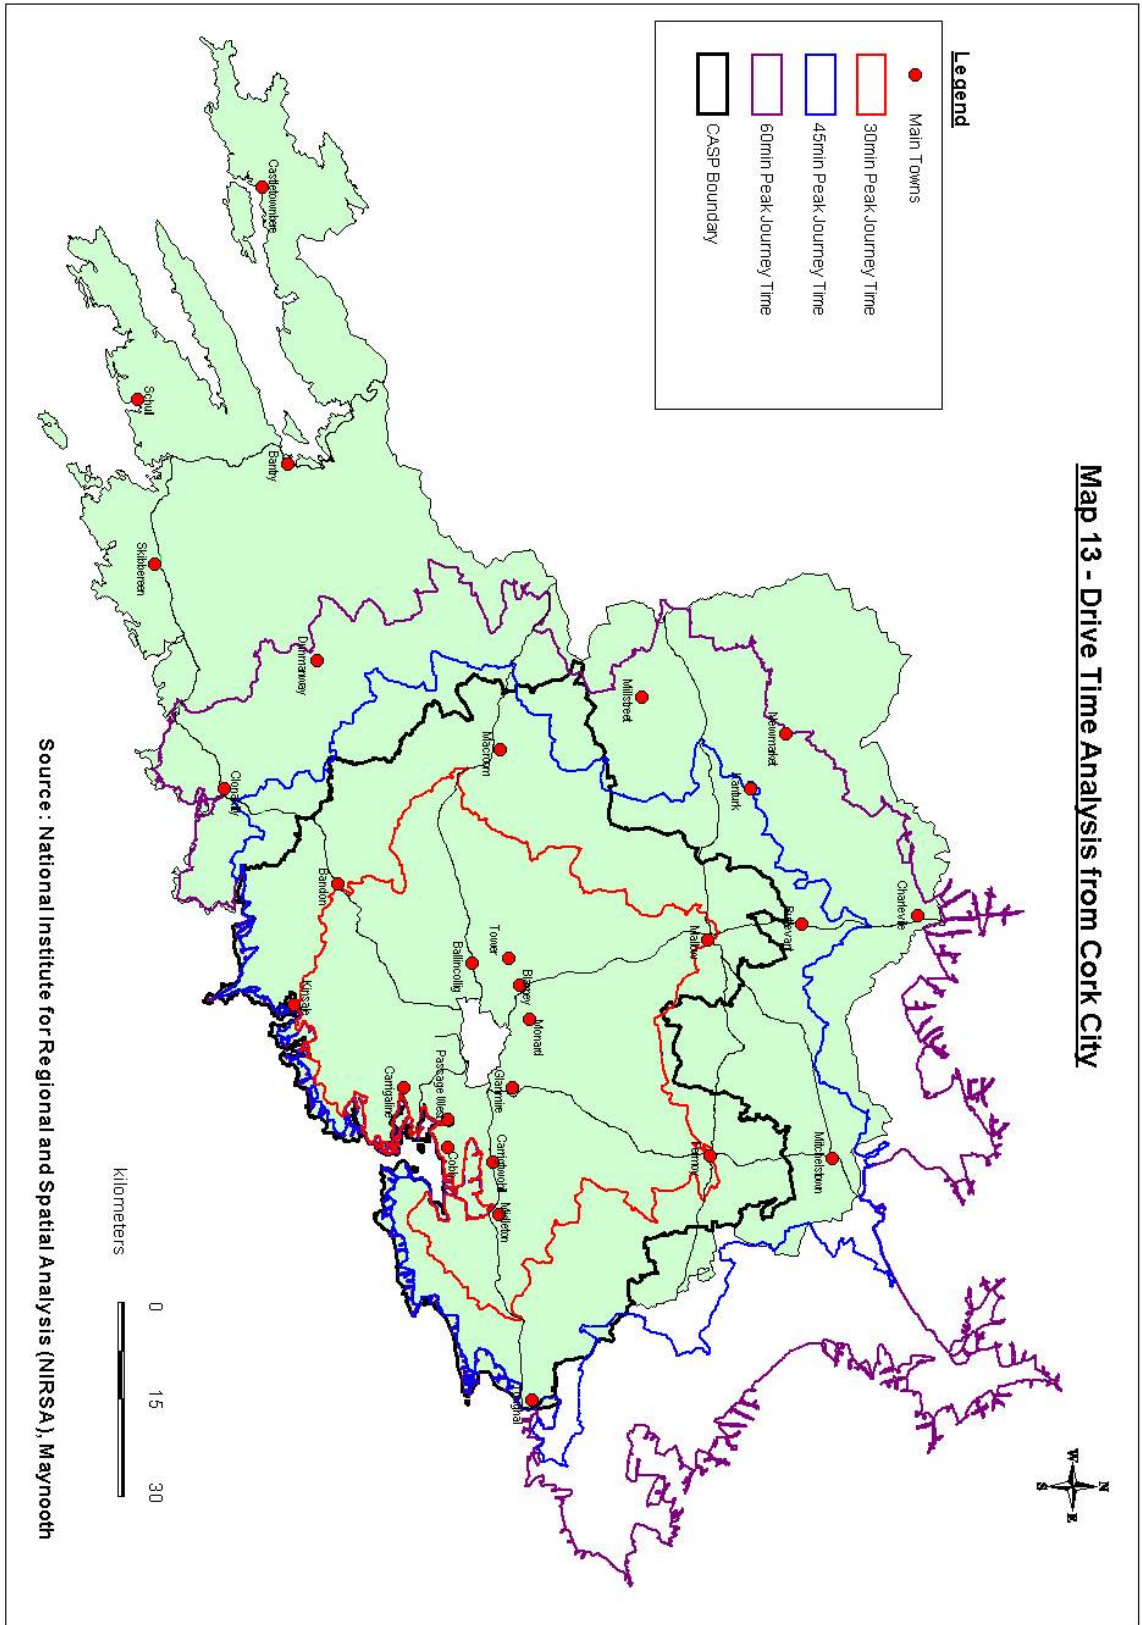 Map 13 - Drive Time Analysis from Cork City
Legend
Main Towns
30min Peak Journey Time
45min Peak Journey Time
60min Peak Journey Time
CASP Boundary
N
W
E
S
Charleville
Newmarket
Kanturk
Buttevant
Mitchelstown
Millstreet
Mallow
Fermoy
Macroom
Tower
Blarney
Monard
Glanmire
Ballincollig
Carrigtwohill
Midleton
Youghal
Passage West
Cobh
Carrigaline
Castletownbere
Bantry
Dunmanway
Bandon
Kinsale
Clonakilty
Schull
Skibbereen
kilometers
0
15
30
Source: National Institute for Regional and Spatial Analysis (NIRSA), Maynooth